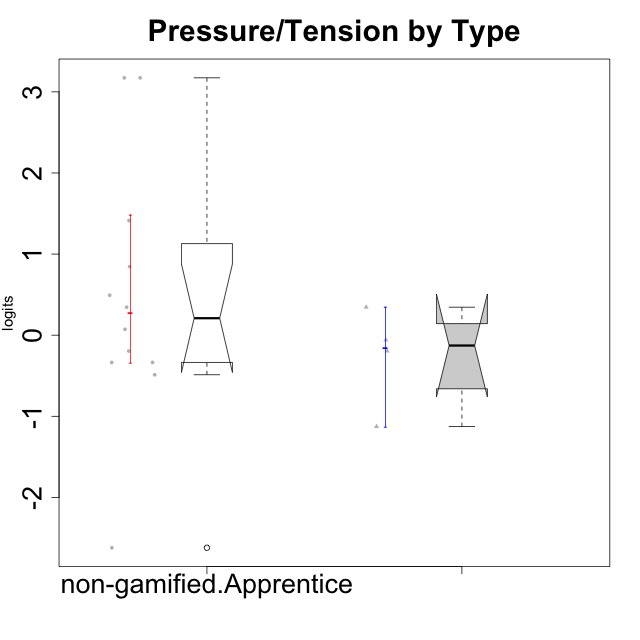 Pressure/Tension by Type
3
2
1
0
-1
-2
logits
non-gamified.Apprentice